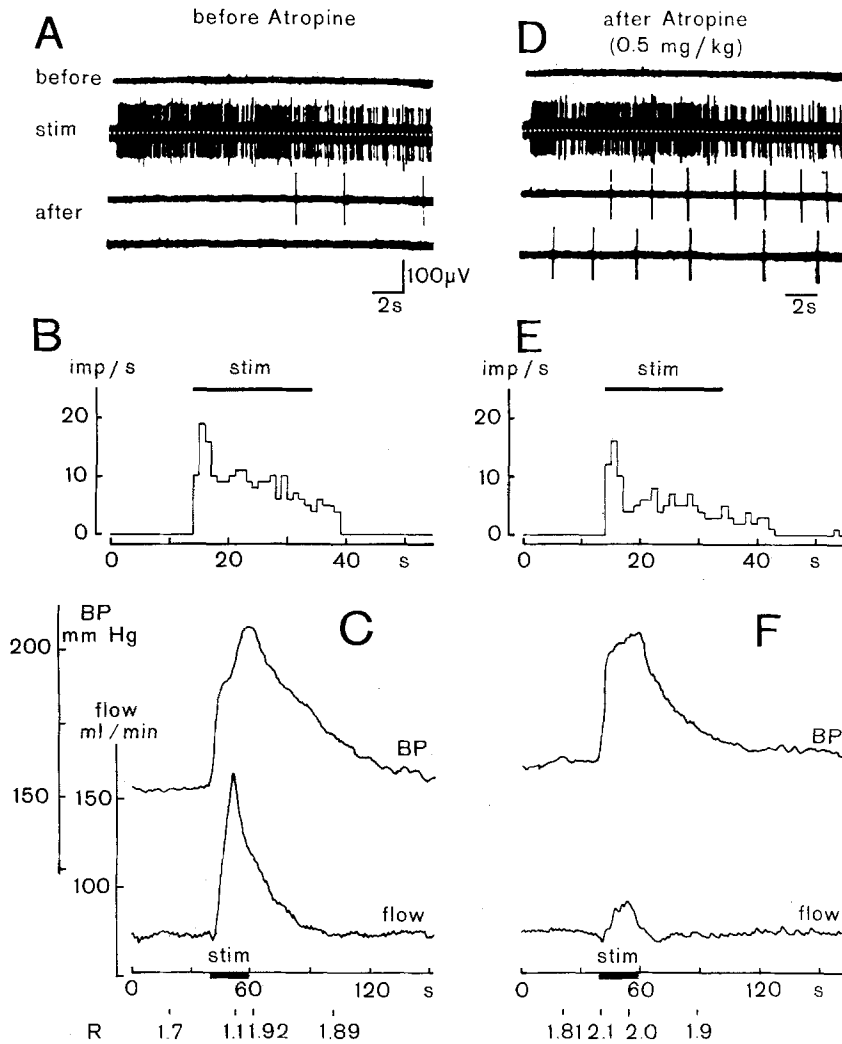 A
before Atropine
before
stim
after
100µV
2s
D
after Atropine
(0.5 mg/kg)
2s
B
imp/s
stim
20
10
0
0
20
40
s
E
imp/s
stim
20
10
0
0
20
40
s
C
BP
mm Hg
200
150
flow
ml/min
150
100
BP
flow
stim
0
60
120
s
R
1.7
1.1
1.92
1.89
F
BP
flow
stim
0
60
120
s
1.81
2.1
2.0
1.9